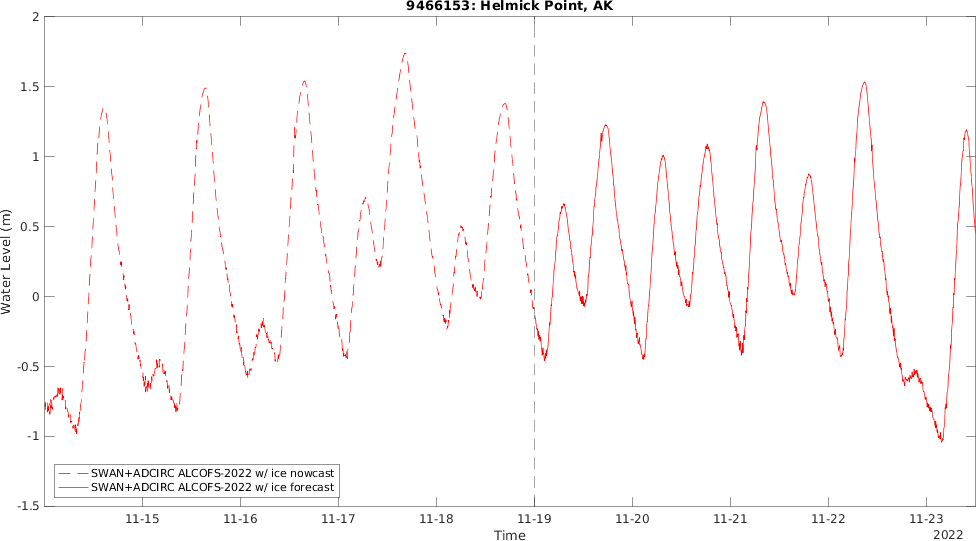 9466153: Helmick Point, AK
2
1.5
1
0.5
0
-0.5
-1
-1.5
Water Level (m)
SWAN+ADCIRC ALCOFS-2022 w/ ice nowcast
SWAN+ADCIRC ALCOFS-2022 w/ ice forecast
11-15 11-16 11-17 11-18 11-19 11-20 11-21 11-22 11-23
Time
2022